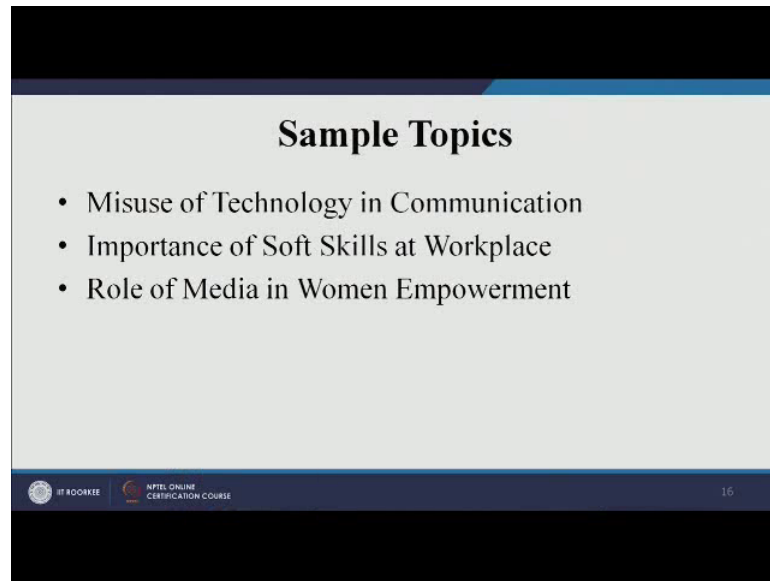 Sample Topics
• Misuse of Technology in Communication
• Importance of Soft Skills at Workplace
• Role of Media in Women Empowerment
IIT ROORKEE
NPTEL ONLINE
CERTIFICATION COURSE
16